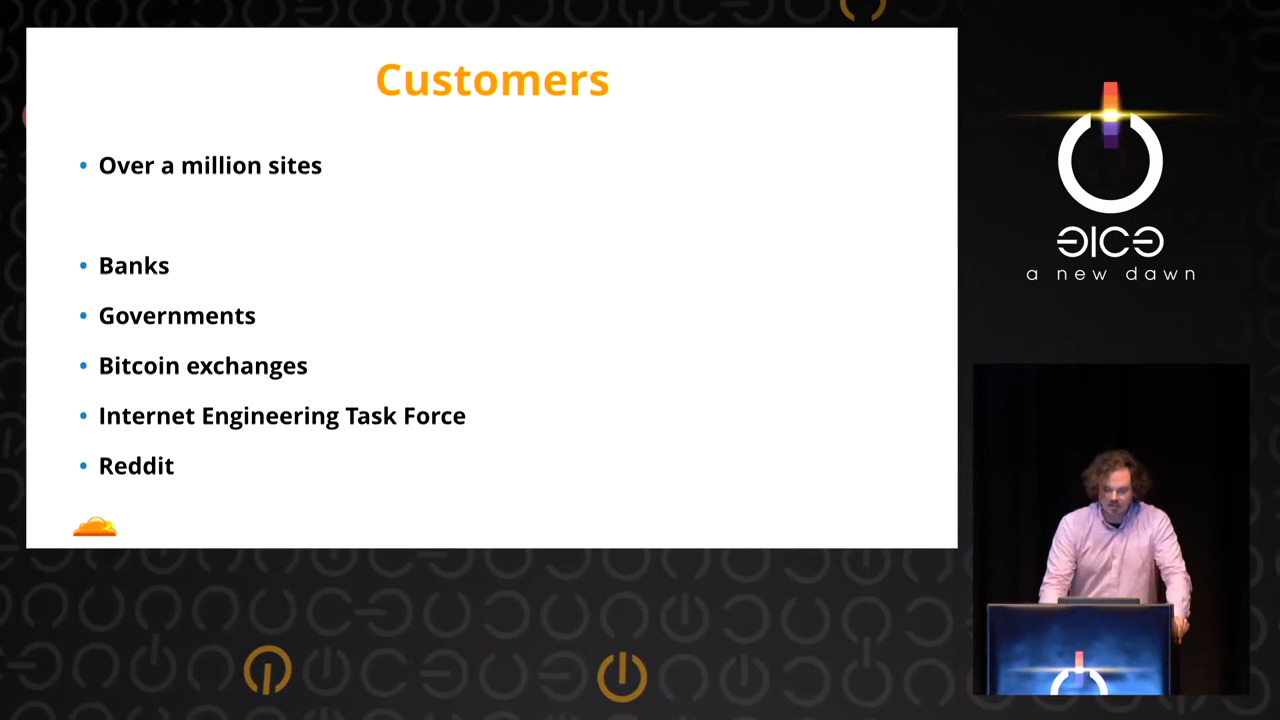 Customers
• Over a million sites
• Banks
• Governments
• Bitcoin exchanges
• Internet Engineering Task Force
• Reddit
a new dawn